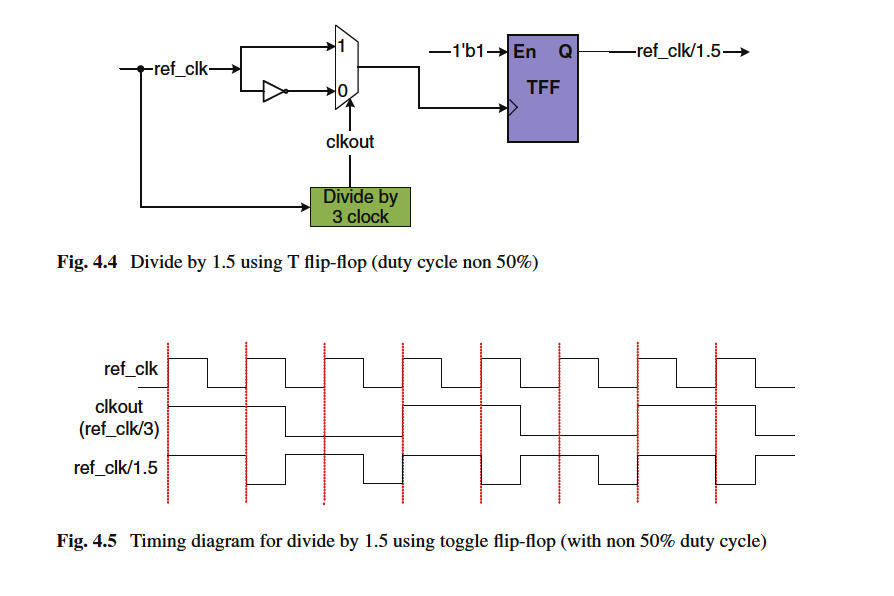 1
1'b1
En Q
ref_clk/1.5
ref_clk
TFF
0
clkout
Divide by
3 clock
Fig. 4.4 Divide by 1.5 using T flip-flop (duty cycle non 50%)
ref_clk
clkout
(ref_clk/3)
ref_clk/1.5
Fig. 4.5 Timing diagram for divide by 1.5 using toggle flip-flop (with non 50% duty cycle)